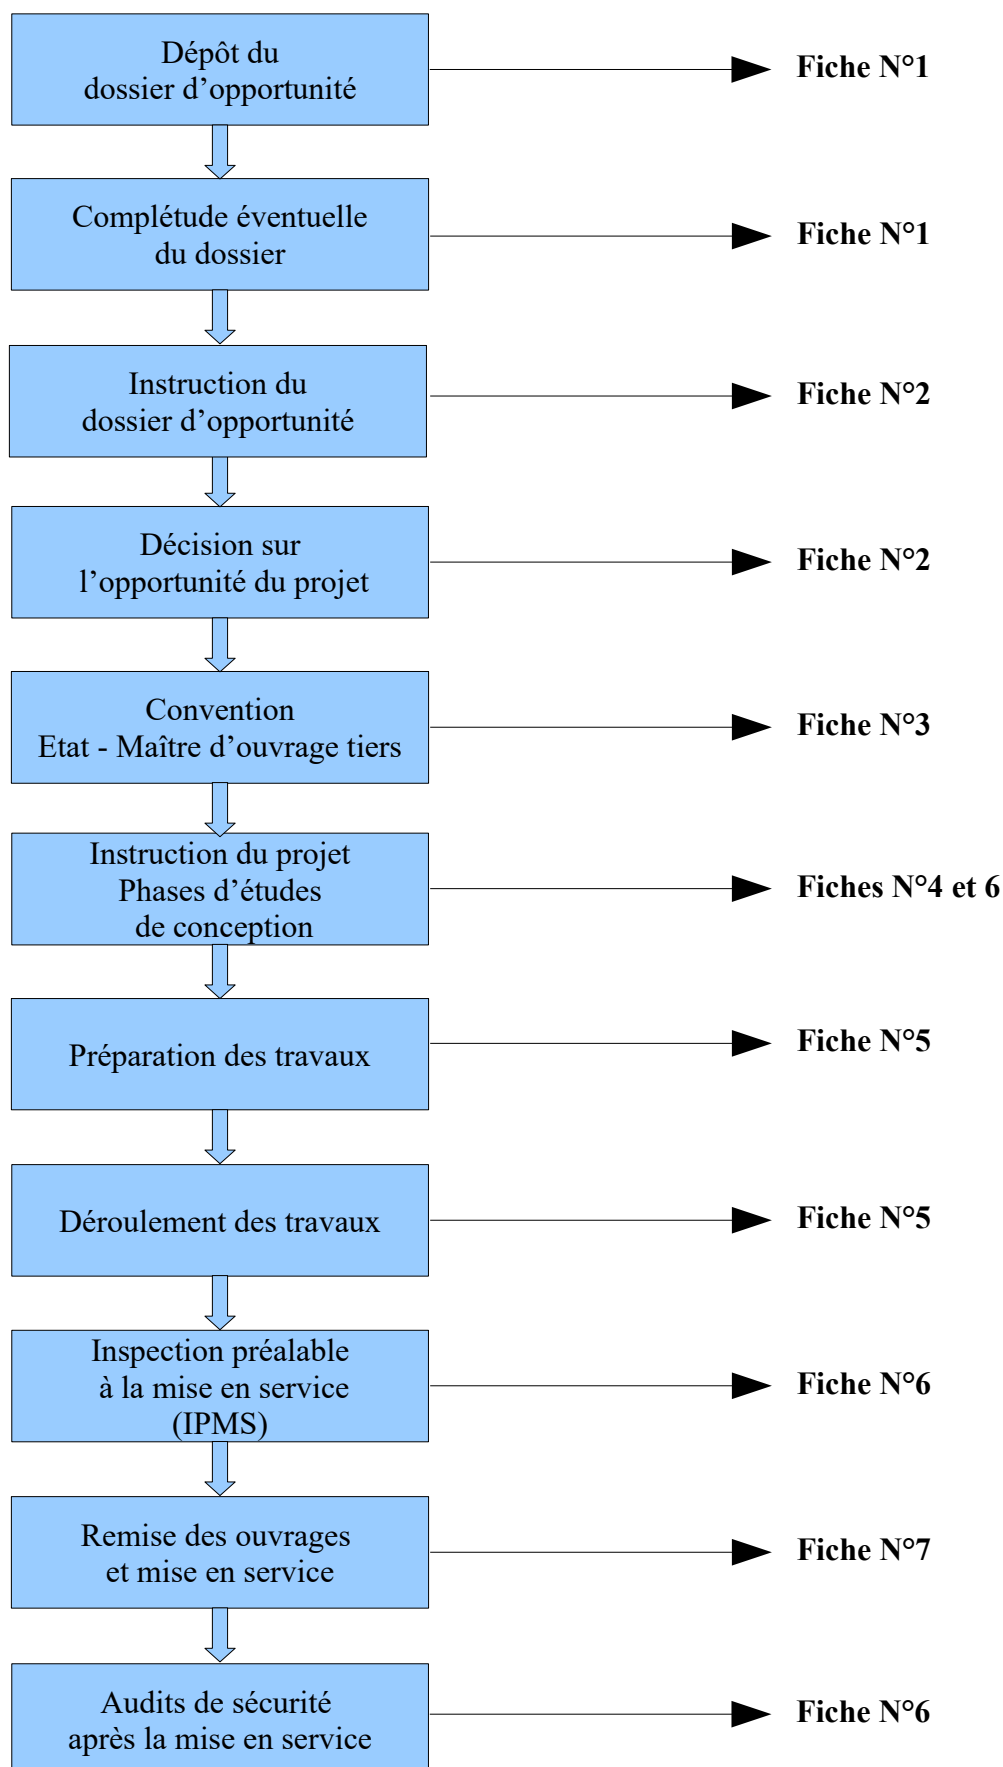 Dépôt du
dossier d’opportunité
Fiche N°1
Complétude éventuelle
du dossier
Fiche N°1
Instruction du
dossier d’opportunité
Fiche N°2
Décision sur
l’opportunité du projet
Fiche N°2
Convention
Etat - Maître d’ouvrage tiers
Fiche N°3
Instruction du projet
Phases d’études
de conception
Fiches N°4 et 6
Préparation des travaux
Fiche N°5
Déroulement des travaux
Fiche N°5
Inspection préalable
à la mise en service
(IPMS)
Fiche N°6
Remise des ouvrages
et mise en service
Fiche N°7
Audits de sécurité
après la mise en service
Fiche N°6